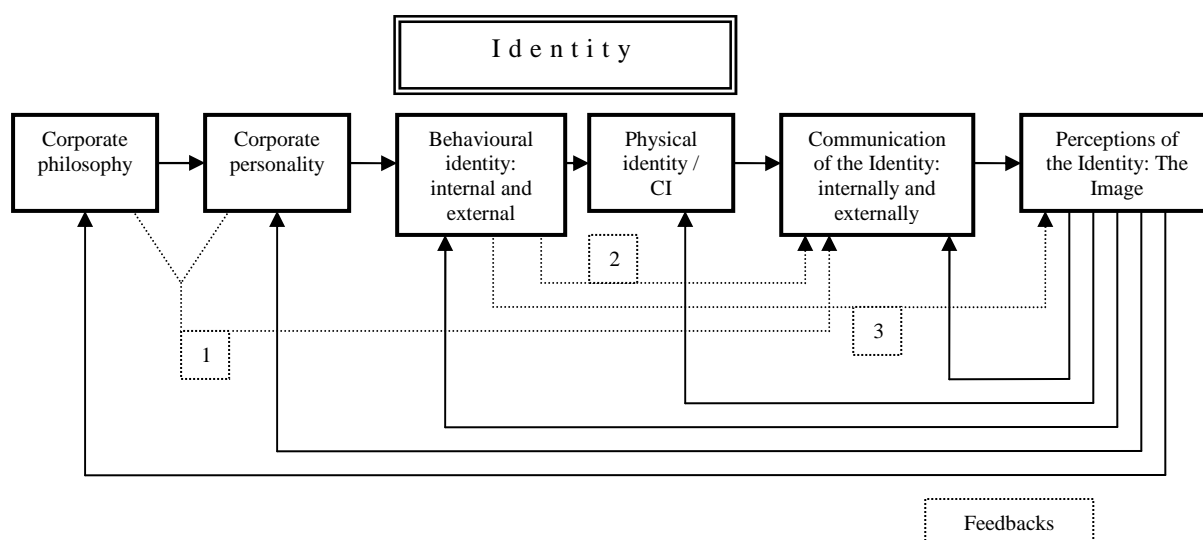 I d e n t i t y
Corporate
philosophy
Corporate
personality
Behavioural
identity:
internal and
external
Physical
identity /
CI
Communication
of the Identity:
internally and
externally
Perceptions of
the Identity: The
Image
2
3
1
Feedbacks